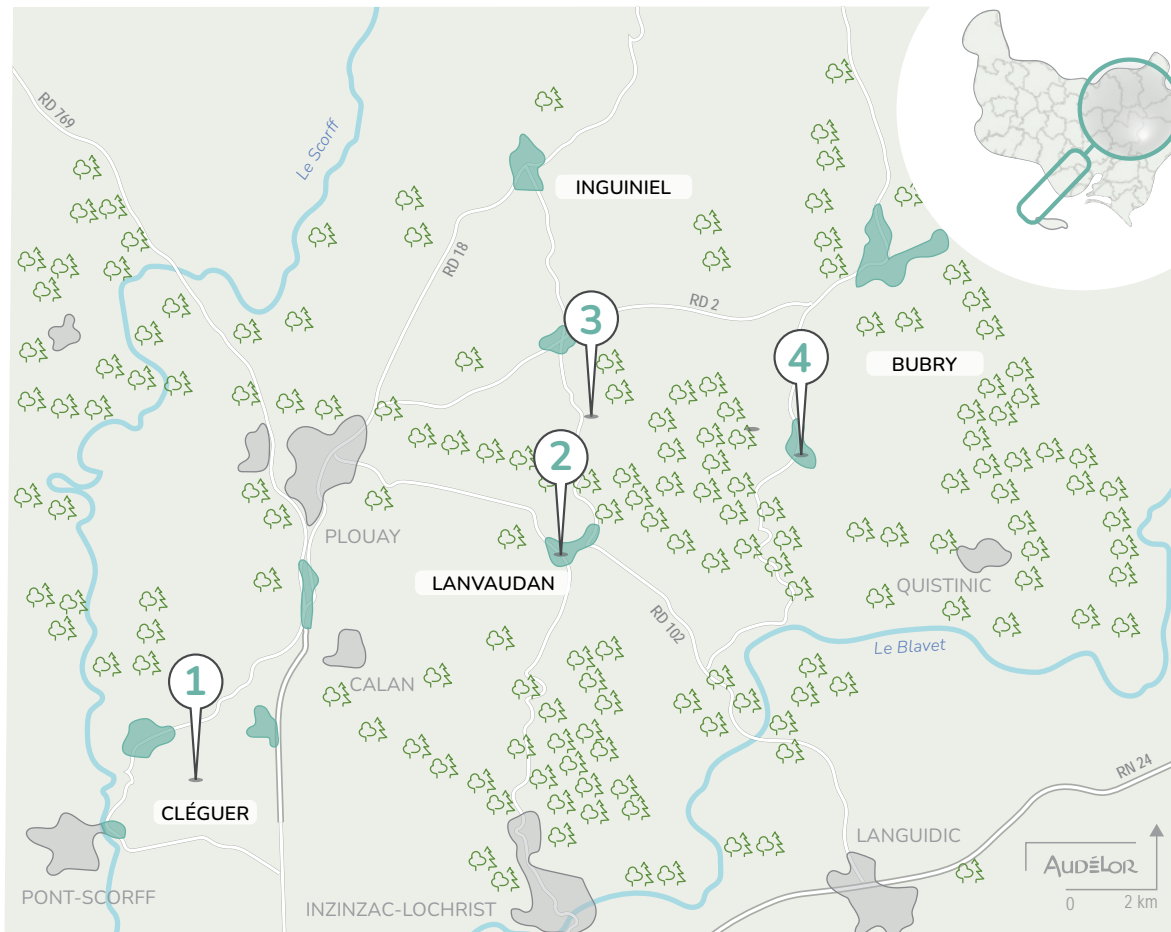 RD 769
Le Scorff
INGUINIEL
RD 18
RD 2
3
4
BUBRY
2
PLOUAY
LANVAUDAN
QUISTINIC
RD 102
Le Blavet
1
CALAN
CLÉGUER
RN 24
LANGUIDIC
AUDÉLOR
PONT-SCORFF
INZINZAC-LOCHRIST
0
2 km